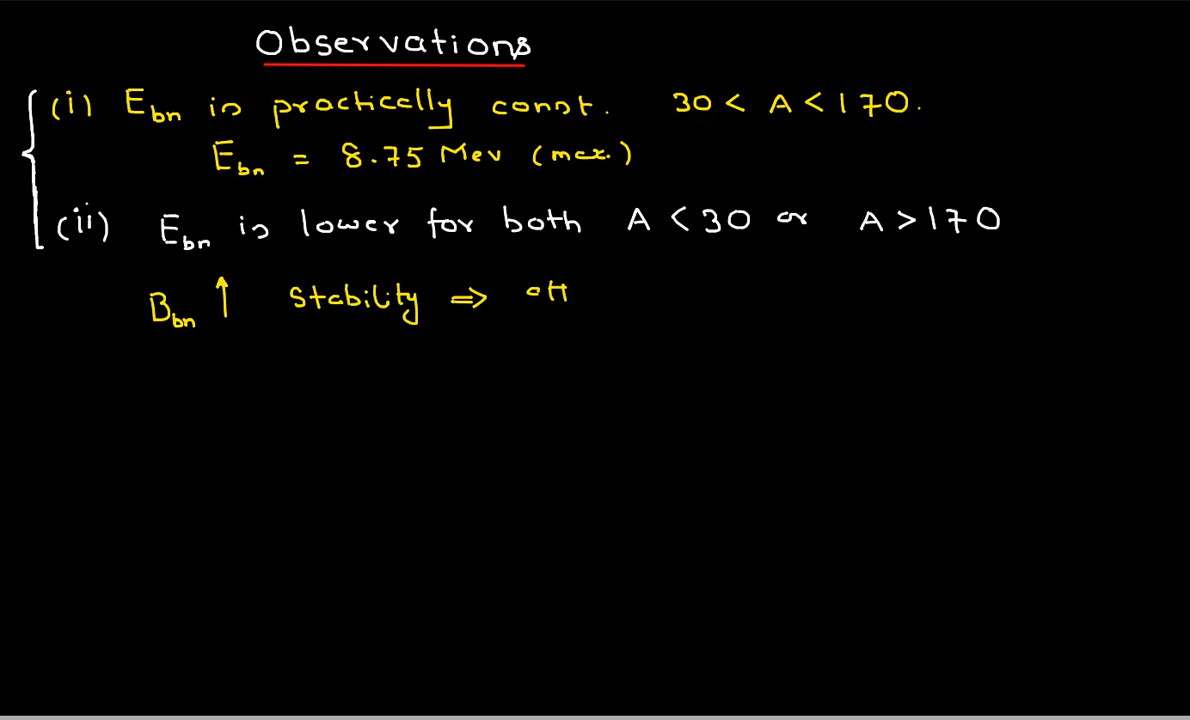 Observations
(i) Ebn is practically const. 30 < A < 170.
Ebn = 8.75 Mev (max.)
(ii) Ebn is lower for both A < 30 or A > 170
Bbn ↑ Stability ⇒